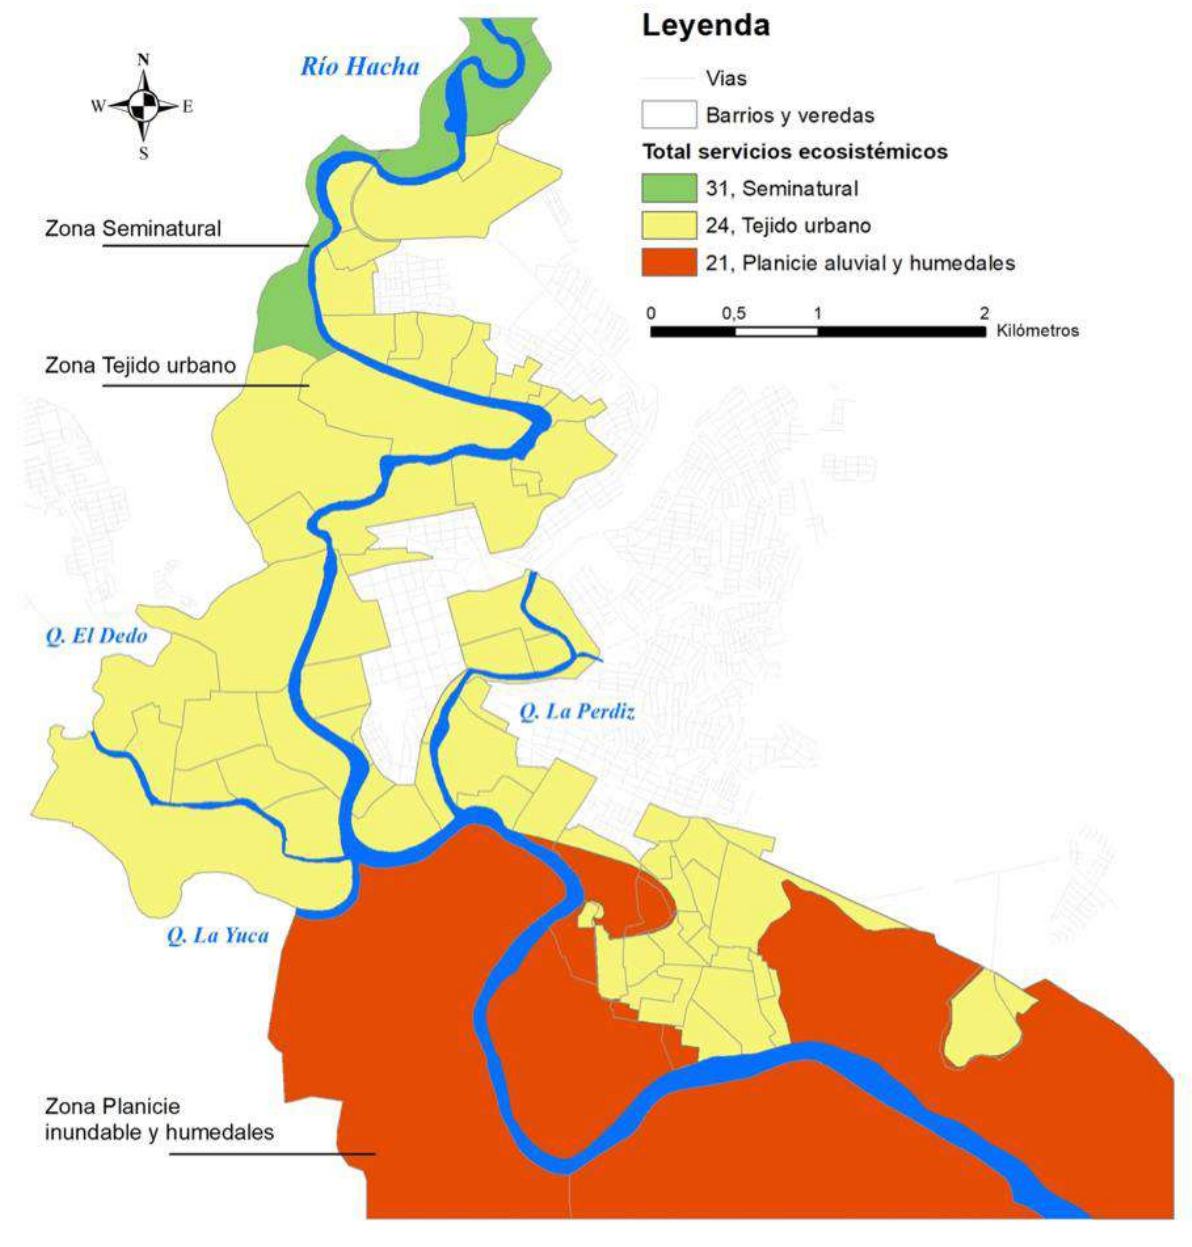 Leyenda
Río Hacha
Vias
N
W E
S
Barrios y veredas
Total servicios ecosistémicos
31, Seminatural
24, Tejido urbano
21, Planicie aluvial y humedales
Zona Seminatural
0 0,5 1 2
Kilómetros
Zona Tejido urbano
Q. El Dedo
Q. La Perdiz
Q. La Yuca
Zona Planicie
inundable y humedales